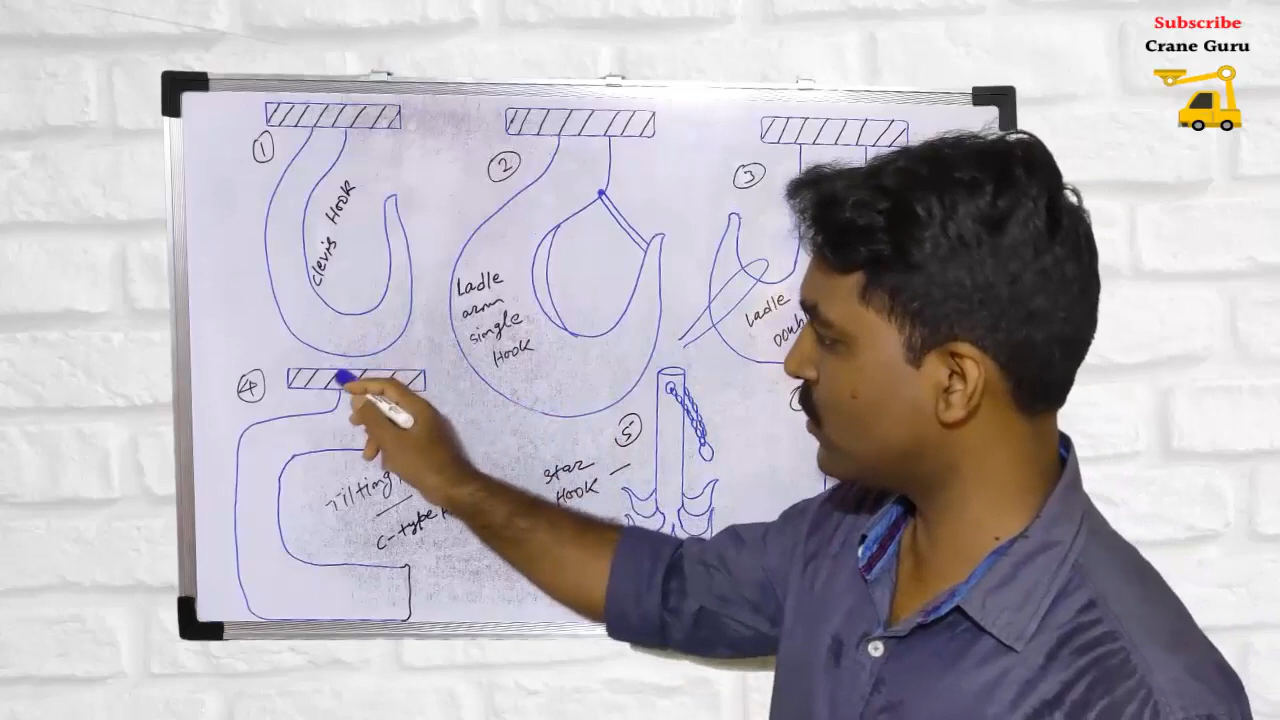 Subscribe
Crane Guru
1
Clevis Hook
2
Ladle
arm
single
Hook
3
Ladle
4
Tilting
C-type
5
Star
Hook